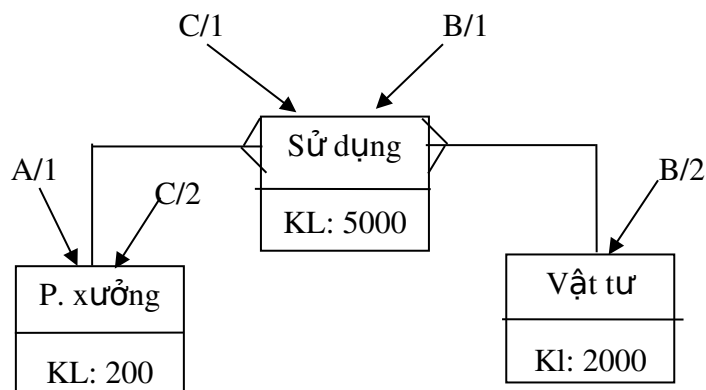 C/1
B/1
Sử dụng
KL: 5000
A/1
C/2
P. xưởng
KL: 200
B/2
Vật tư
Kl: 2000